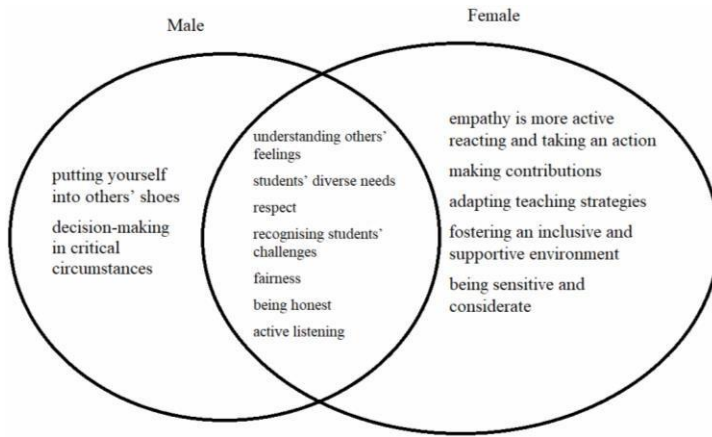 Male
Female
putting yourself
into others' shoes
decision-making
in critical
circumstances
understanding others'
feelings
students' diverse needs
respect
recognising students'
challenges
fairness
being honest
active listening
empathy is more active
reacting and taking an action
making contributions
adapting teaching strategies
fostering an inclusive and
supportive environment
being sensitive and
considerate